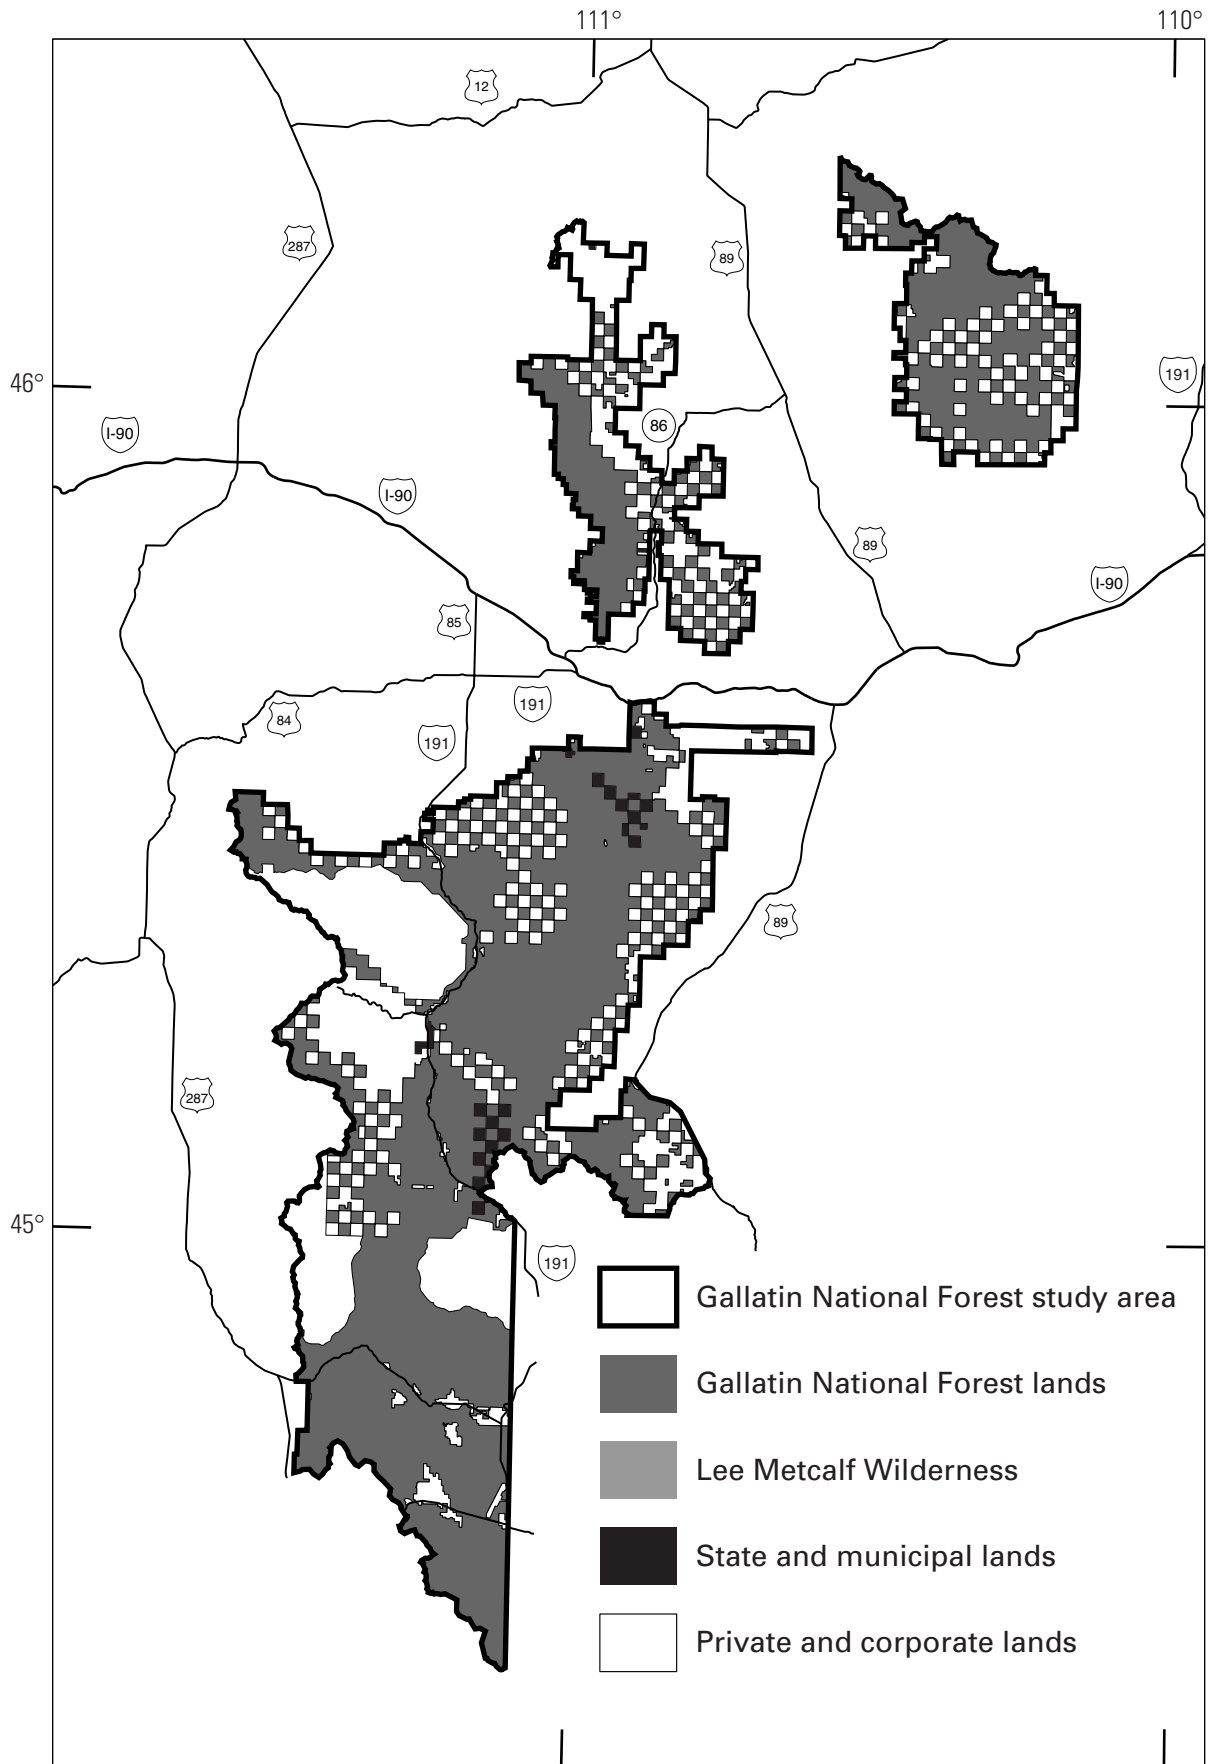 111° 110°
12
287
89
46°
191
I-90
86
I-90
89
I-90
85
191
84
191
89
287
45°
191
Gallatin National Forest study area
Gallatin National Forest lands
Lee Metcalf Wilderness
State and municipal lands
Private and corporate lands